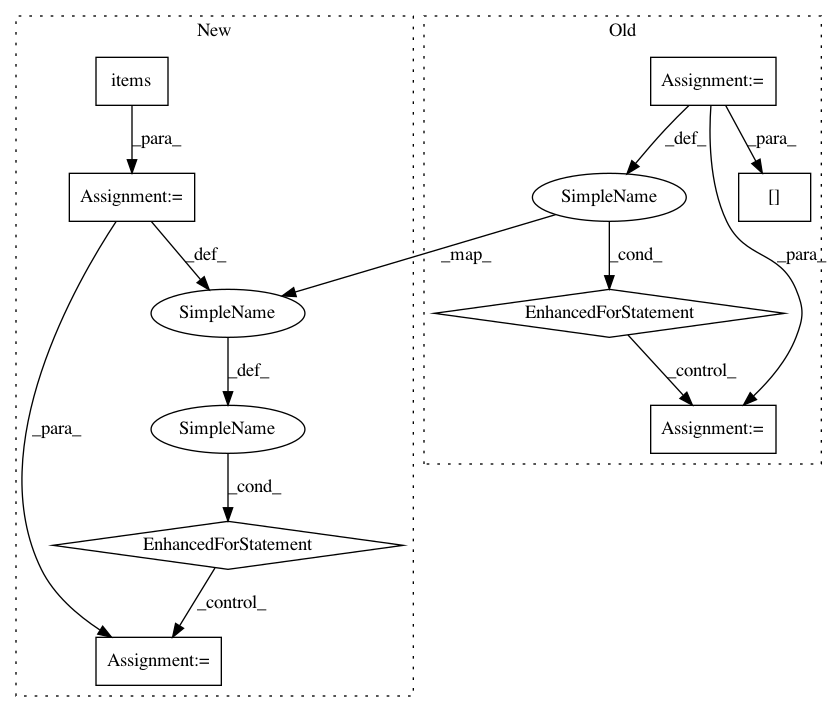 New
Old
items
Assignment:=
_para_
_def_
_para_
Assignment:=
SimpleName
[]
_def_
_map_
_cond_
_para_
SimpleName
EnhancedForStatement
_def_
_control_
_para_
SimpleName
Assignment:=
_cond_
EnhancedForStatement
_control_
Assignment:=